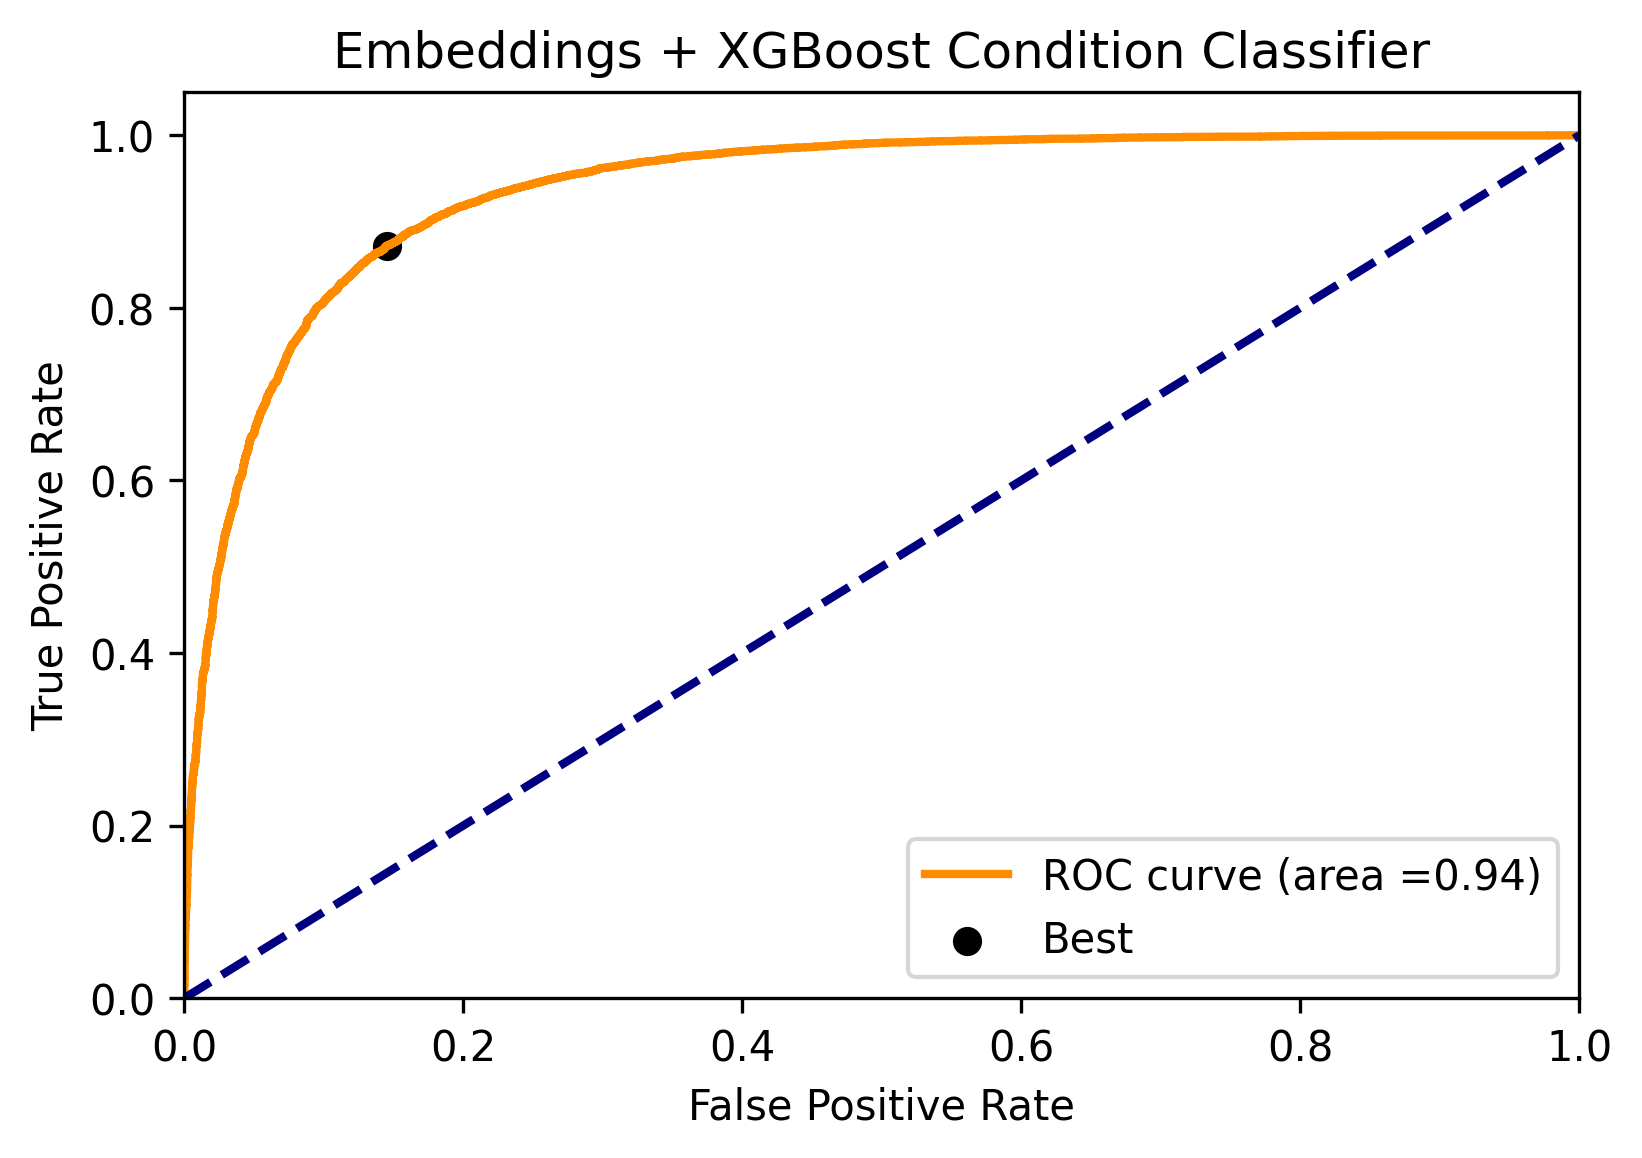 Embeddings + XGBoost Condition Classifier
1.0
0.8
0.6
0.4
0.2
0.0
True Positive Rate
ROC curve (area =0.94)
Best
0.0 0.2 0.4 0.6 0.8 1.0
False Positive Rate